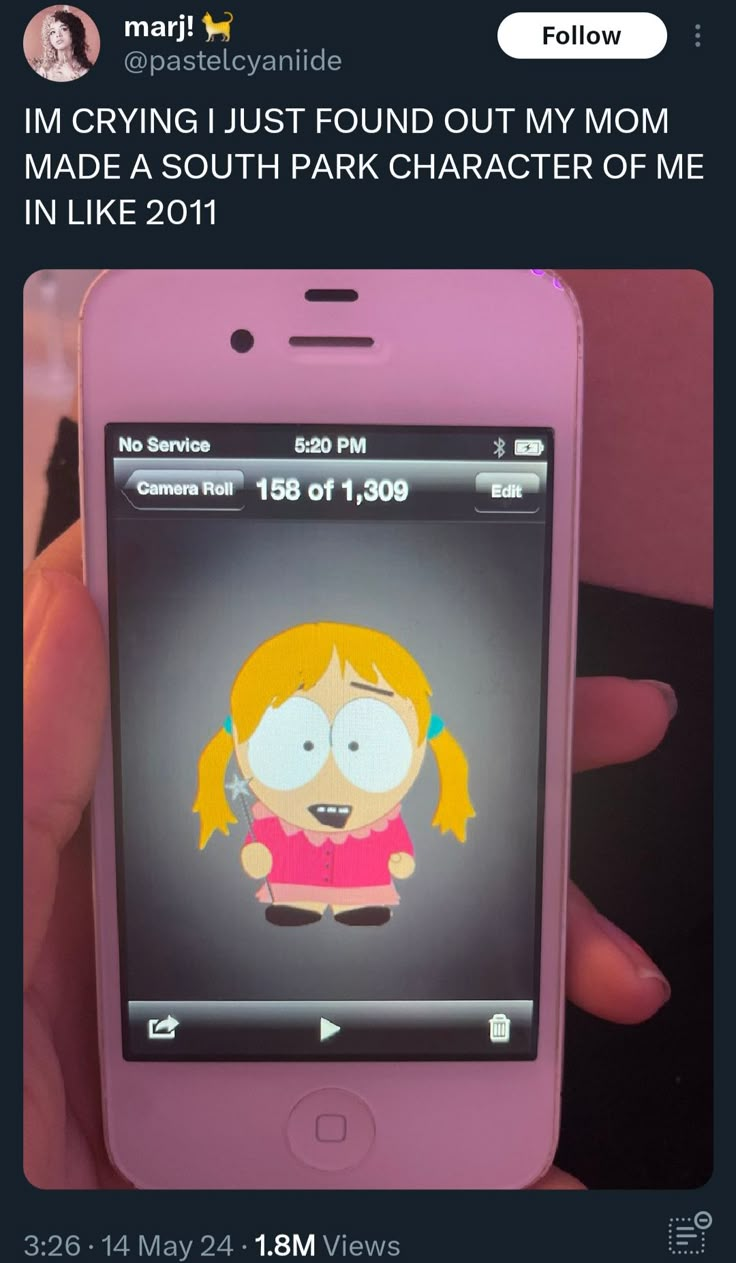 marj! 🐈
@pastelcyaniide
Follow
IM CRYING I JUST FOUND OUT MY MOM
MADE A SOUTH PARK CHARACTER OF ME
IN LIKE 2011
No Service 5:20 PM
Camera Roll 158 of 1,309 Edit
3:26 · 14 May 24 · 1.8M Views